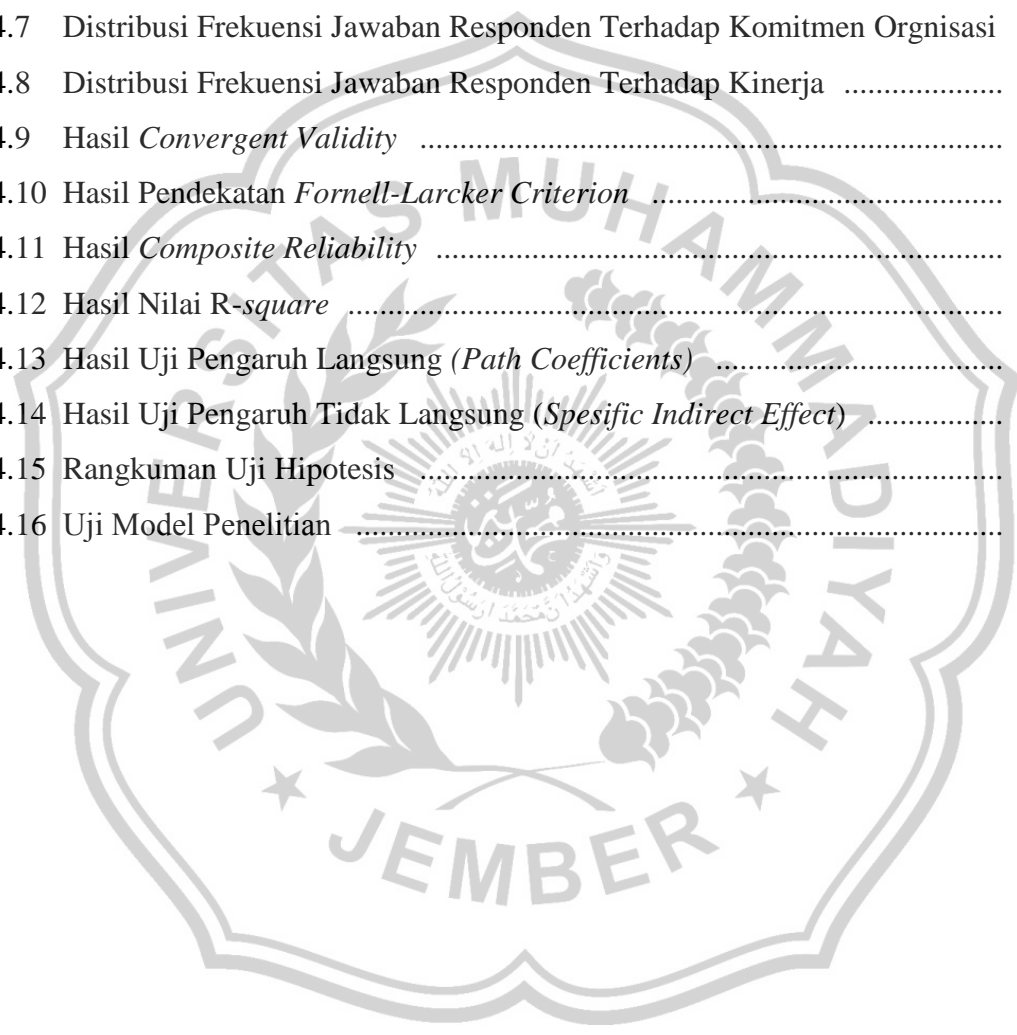 4.7 Distribusi Frekuensi Jawaban Responden Terhadap Komitmen Orgnisasi
4.8 Distribusi Frekuensi Jawaban Responden Terhadap Kinerja ....................
4.9 Hasil Convergent Validity ..........................................................................
4.10 Hasil Pendekatan Fornell-Larcker Criterion .............................................
4.11 Hasil Composite Reliability ........................................................................
4.12 Hasil Nilai R-square ...................................................................................
4.13 Hasil Uji Pengaruh Langsung (Path Coefficients) .....................................
4.14 Hasil Uji Pengaruh Tidak Langsung (Spesific Indirect Effect) .................
4.15 Rangkuman Uji Hipotesis ..........................................................................
4.16 Uji Model Penelitian ..................................................................................
UNIVERSITAS MUHAMMADIYAH
JEMBER